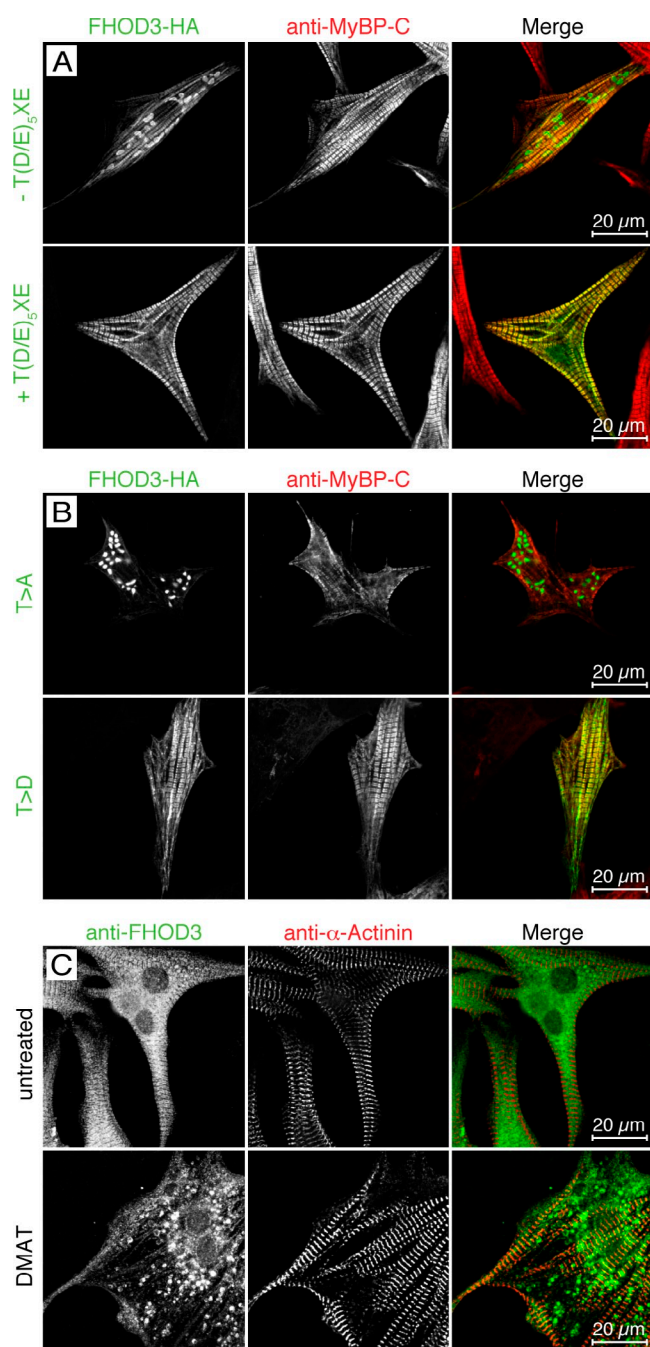 FHOD3-HA anti-MyBP-C Merge
A
- T(D/E)₅XE
20 µm
+ T(D/E)₅XE
20 µm
FHOD3-HA anti-MyBP-C Merge
B
T>A
20 µm
T>D
20 µm
anti-FHOD3 anti-α-Actinin Merge
C
untreated
20 µm
DMAT
20 µm